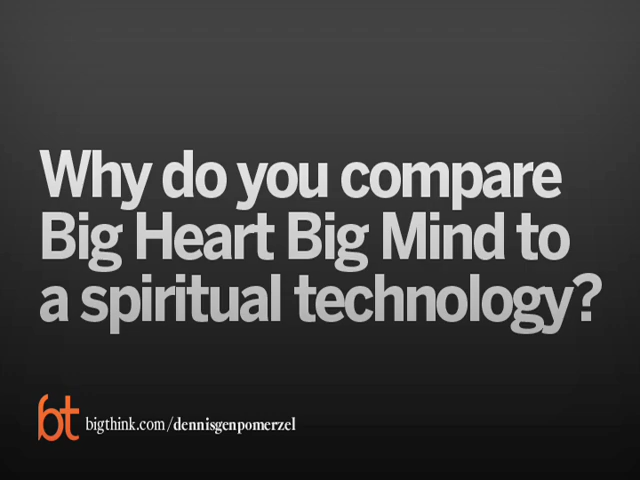 Why do you compare
Big Heart Big Mind to
a spiritual technology?
bt bigthink.com/dennisgenpomerzel